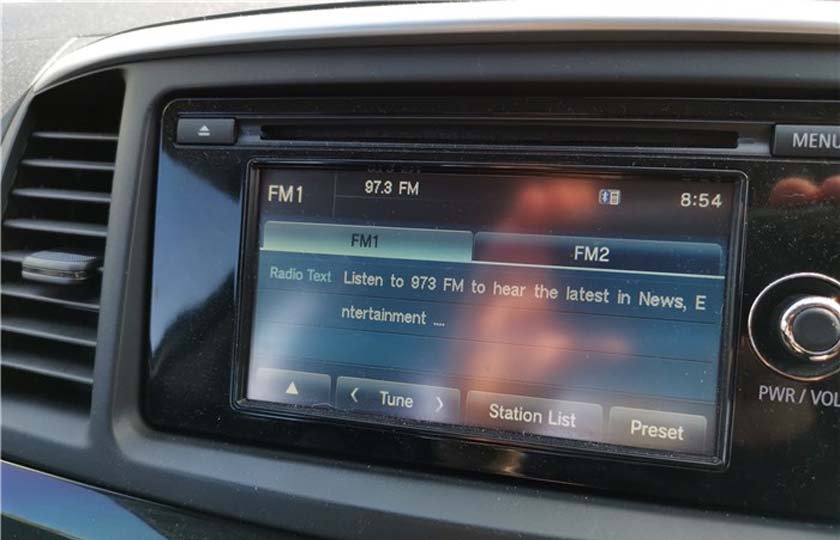 MENU
FM1
97.3 FM
8:54
FM1
FM2
Radio Text
Listen to 973 FM to hear the latest in News, E
ntertainment ....
Tune
Station List
Preset
PWR / VOL